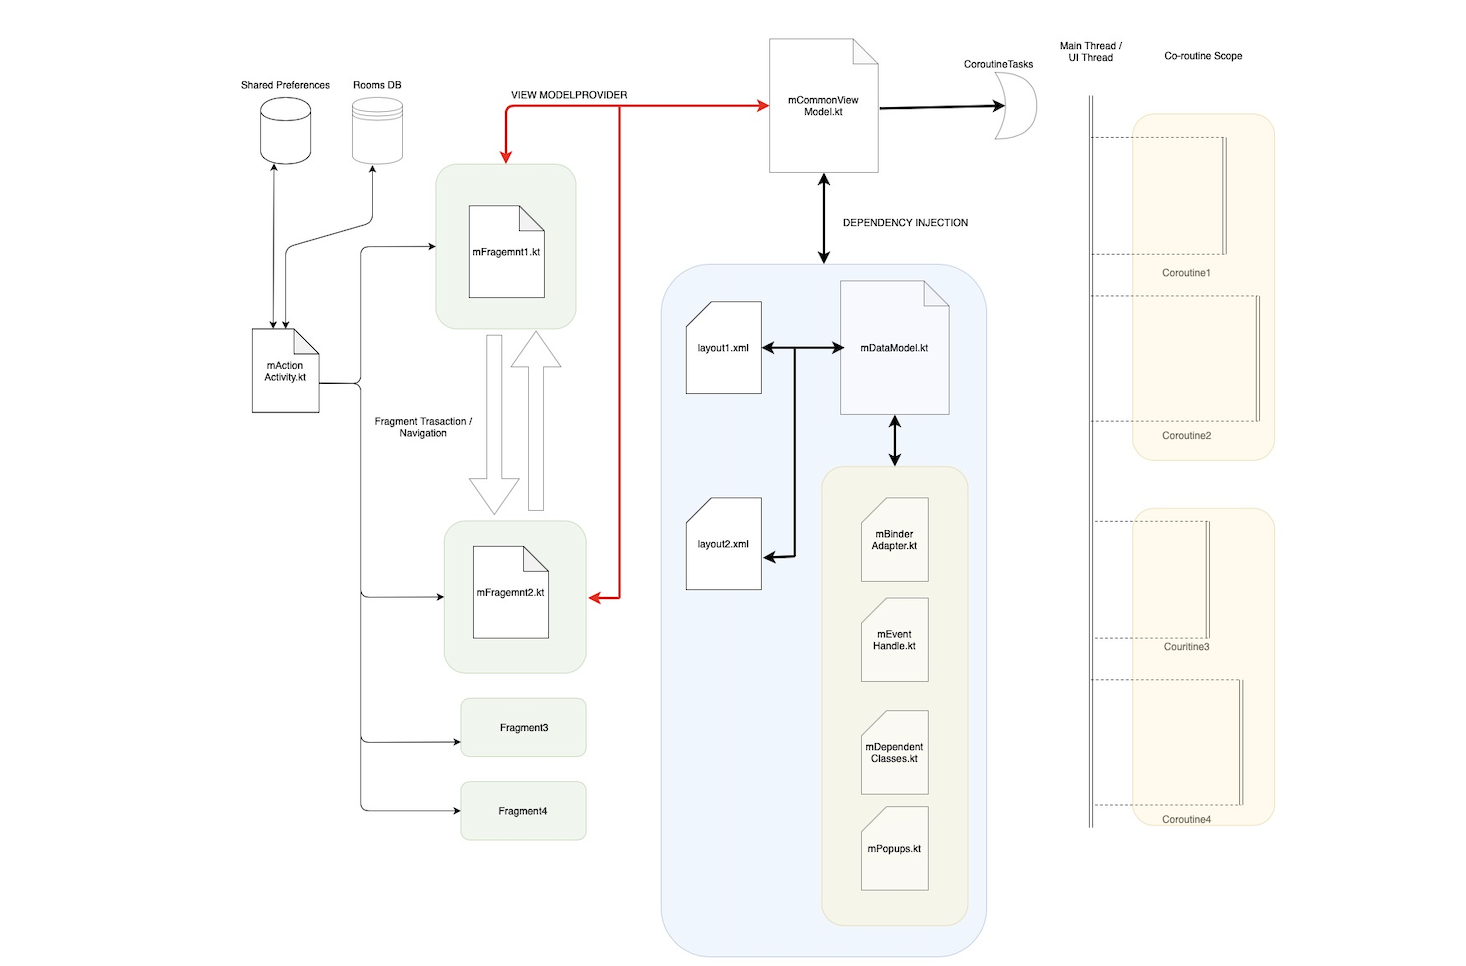 Main Thread /
UI Thread
Co-routine Scope
CoroutineTasks
Shared Preferences
Rooms DB
VIEW MODELPROVIDER
mCommonView
Model.kt
DEPENDENCY INJECTION
mFragemnt1.kt
Coroutine1
layout1.xml
mDataModel.kt
mAction
Activity.kt
Fragment Trasaction /
Navigation
Coroutine2
layout2.xml
mBinder
Adapter.kt
mFragemnt2.kt
mEvent
Handle.kt
Couritine3
Fragment3
mDependent
Classes.kt
Fragment4
Coroutine4
mPopups.kt